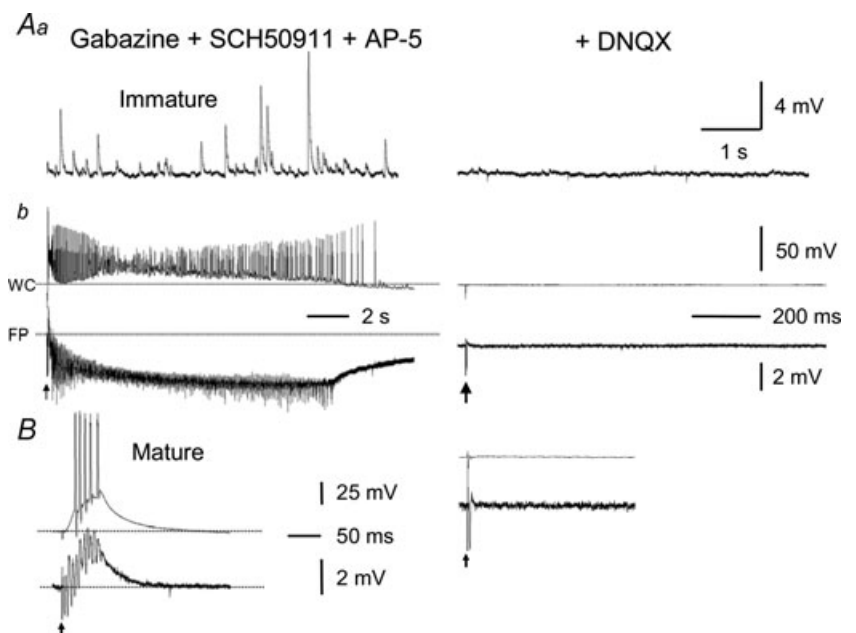 Aa
Gabazine + SCH50911 + AP-5
+ DNQX
Immature
4 mV
1 s
b
50 mV
WC
2 s
200 ms
FP
2 mV
B
Mature
25 mV
50 ms
2 mV